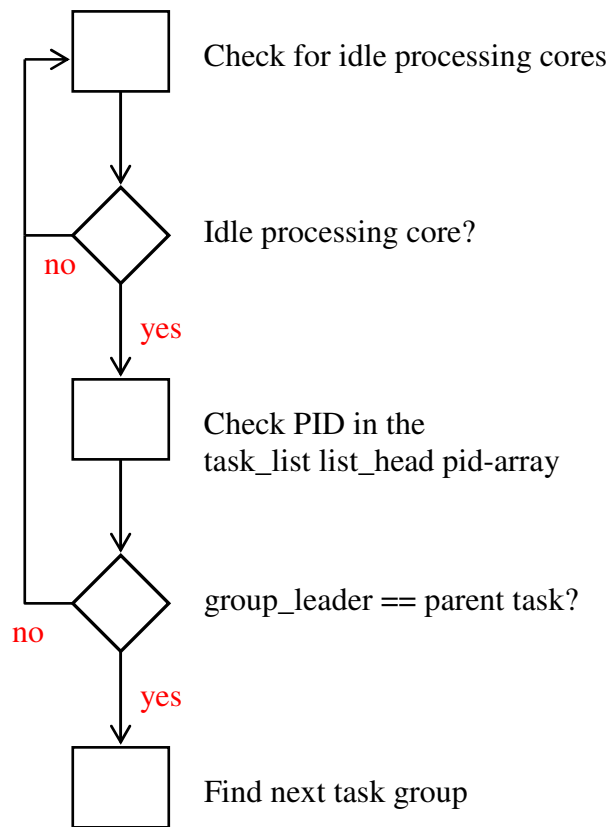 Check for idle processing cores
Idle processing core?
no
yes
Check PID in the
task_list list_head pid-array
group_leader == parent task?
no
yes
Find next task group